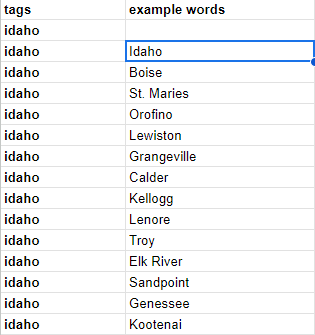 tags example words
idaho
idaho Idaho
idaho Boise
idaho St. Maries
idaho Orofino
idaho Lewiston
idaho Grangeville
idaho Calder
idaho Kellogg
idaho Lenore
idaho Troy
idaho Elk River
idaho Sandpoint
idaho Genessee
idaho Kootenai